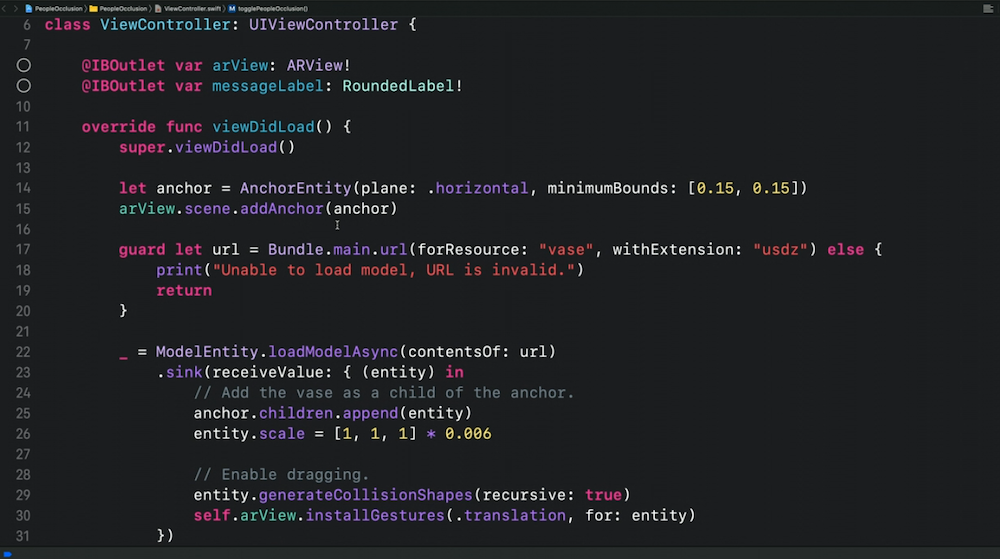 PeopleOcclusion PeopleOcclusion ViewController.swift M togglePeopleOcclusion()
6 class ViewController: UIViewController {
7
@IBOutlet var arView: ARView!
@IBOutlet var messageLabel: RoundedLabel!
10
11 override func viewDidLoad() {
12 super.viewDidLoad()
13
14 let anchor = AnchorEntity(plane: .horizontal, minimumBounds: [0.15, 0.15])
15 arView.scene.addAnchor(anchor)
16
17 guard let url = Bundle.main.url(forResource: "vase", withExtension: "usdz") else {
18 print("Unable to load model, URL is invalid.")
19 return
20 }
21
22 _ = ModelEntity.loadModelAsync(contentsOf: url)
23 .sink(receiveValue: { (entity) in
24 // Add the vase as a child of the anchor.
25 anchor.children.append(entity)
26 entity.scale = [1, 1, 1] * 0.006
27
28 // Enable dragging.
29 entity.generateCollisionShapes(recursive: true)
30 self.arView.installGestures(.translation, for: entity)
31 })